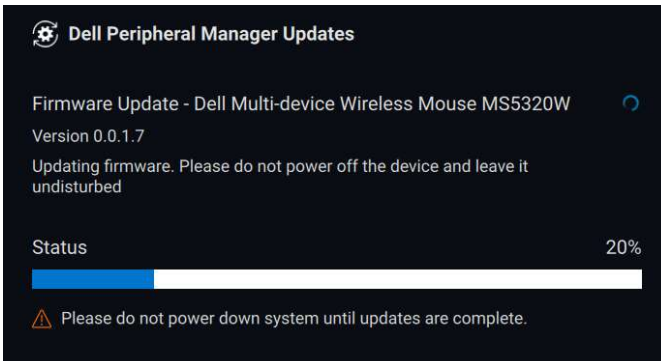 Dell Peripheral Manager Updates
Firmware Update - Dell Multi-device Wireless Mouse MS5320W
Version 0.0.1.7
Updating firmware. Please do not power off the device and leave it
undisturbed
Status 20%
Please do not power down system until updates are complete.